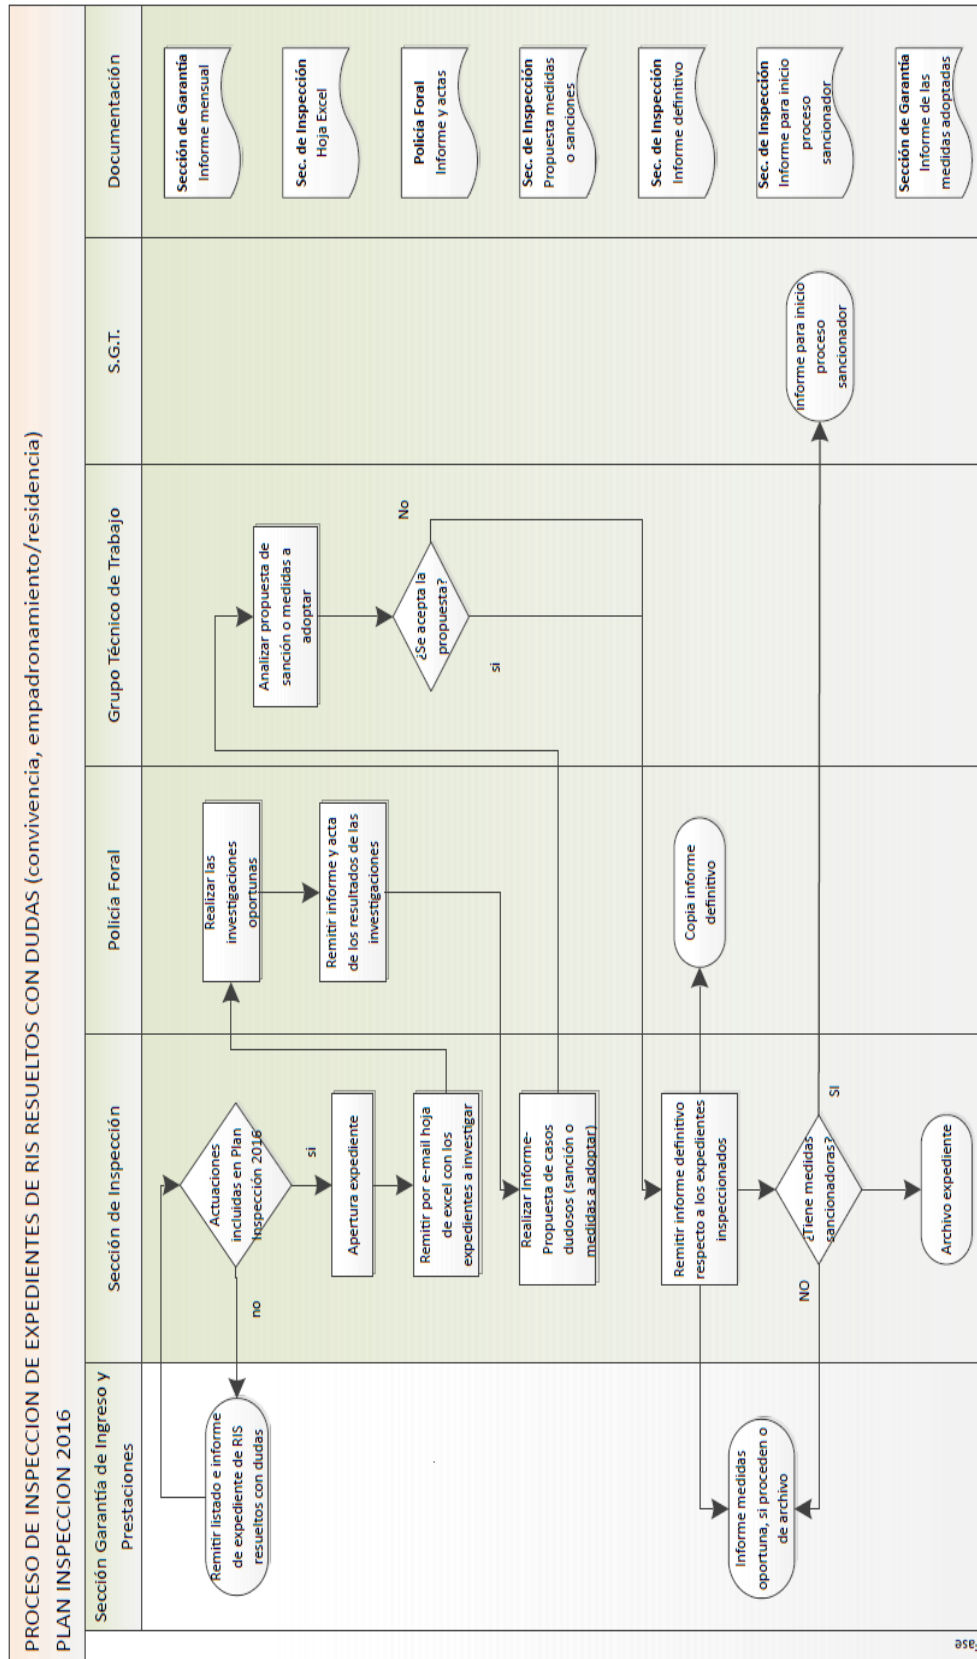 PROCESO DE INSPECCION DE EXPEDIENTES DE RIS RESUELTOS CON DUDAS (convivencia, empadronamiento/residencia)
PLAN INSPECCION 2016
Sección Garantía de Ingreso y
Prestaciones
Sección de Inspección
Policía Foral
Grupo Técnico de Trabajo
S.G.T.
Documentación
Remitir listado e informe
de expediente de RIS
resueltos con dudas
Informe medidas
oportuna, si proceden o
de archivo
Actuaciones
incluidas en Plan
Inspección 2016
no
si
Apertura expediente
Remitir por e-mail hoja
de excel con los
expedientes a investigar
Realizar Informe-
Propuesta de casos
dudosos (sanción o
medidas a adoptar)
Remitir informe definitivo
respecto a los expedientes
inspeccionados
¿Tiene medidas
sancionadoras?
NO
SI
Archivo expediente
Realizar las
investigaciones
oportunas
Remitir informe y acta
de los resultados de las
investigaciones
Copia informe
definitivo
Analizar propuesta de
sanción o medidas a
adoptar
¿Se acepta la
propuesta?
No
si
informe para inicio
proceso
sancionador
Sección de Garantía
Informe mensual
Sec. de Inspección
Hoja Excel
Policía Foral
Informe y actas
Sec. de Inspección
Propuesta medidas
o sanciones
Sec. de Inspección
Informe definitivo
Sec. de Inspección
Informe para inicio
proceso
sancionador
Sección de Garantía
Informe de las
medidas adoptadas
Fase